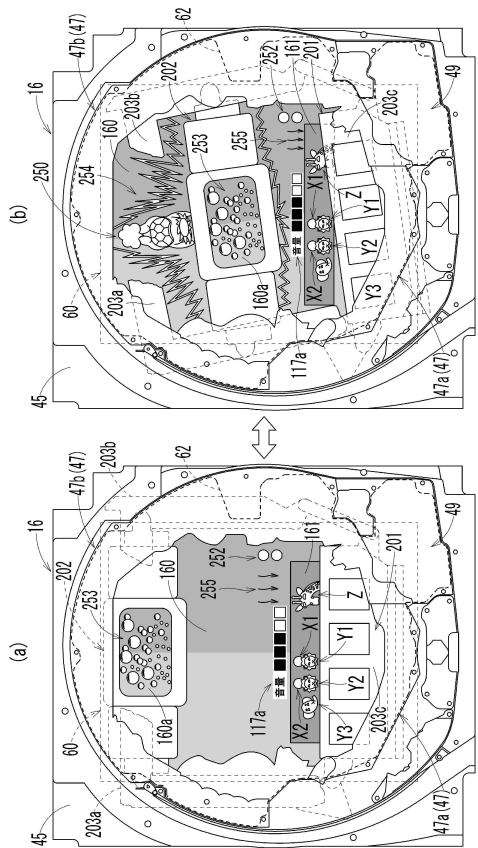 (a)
16
202
60
45
47b(47)
203a
203b
253
160
160a
62
252
255
161
音量
117a
X1
X2
Z
Y1
Y2
Y3
201
203c
47a(47)
49
(b)
16
250
160
60
45
47b(47)
254
203b
202
203a
253
62
252
255
161
201
160a
音量
117a
X1
X2
203c
Z
Y1
Y2
Y3
47a(47)
49